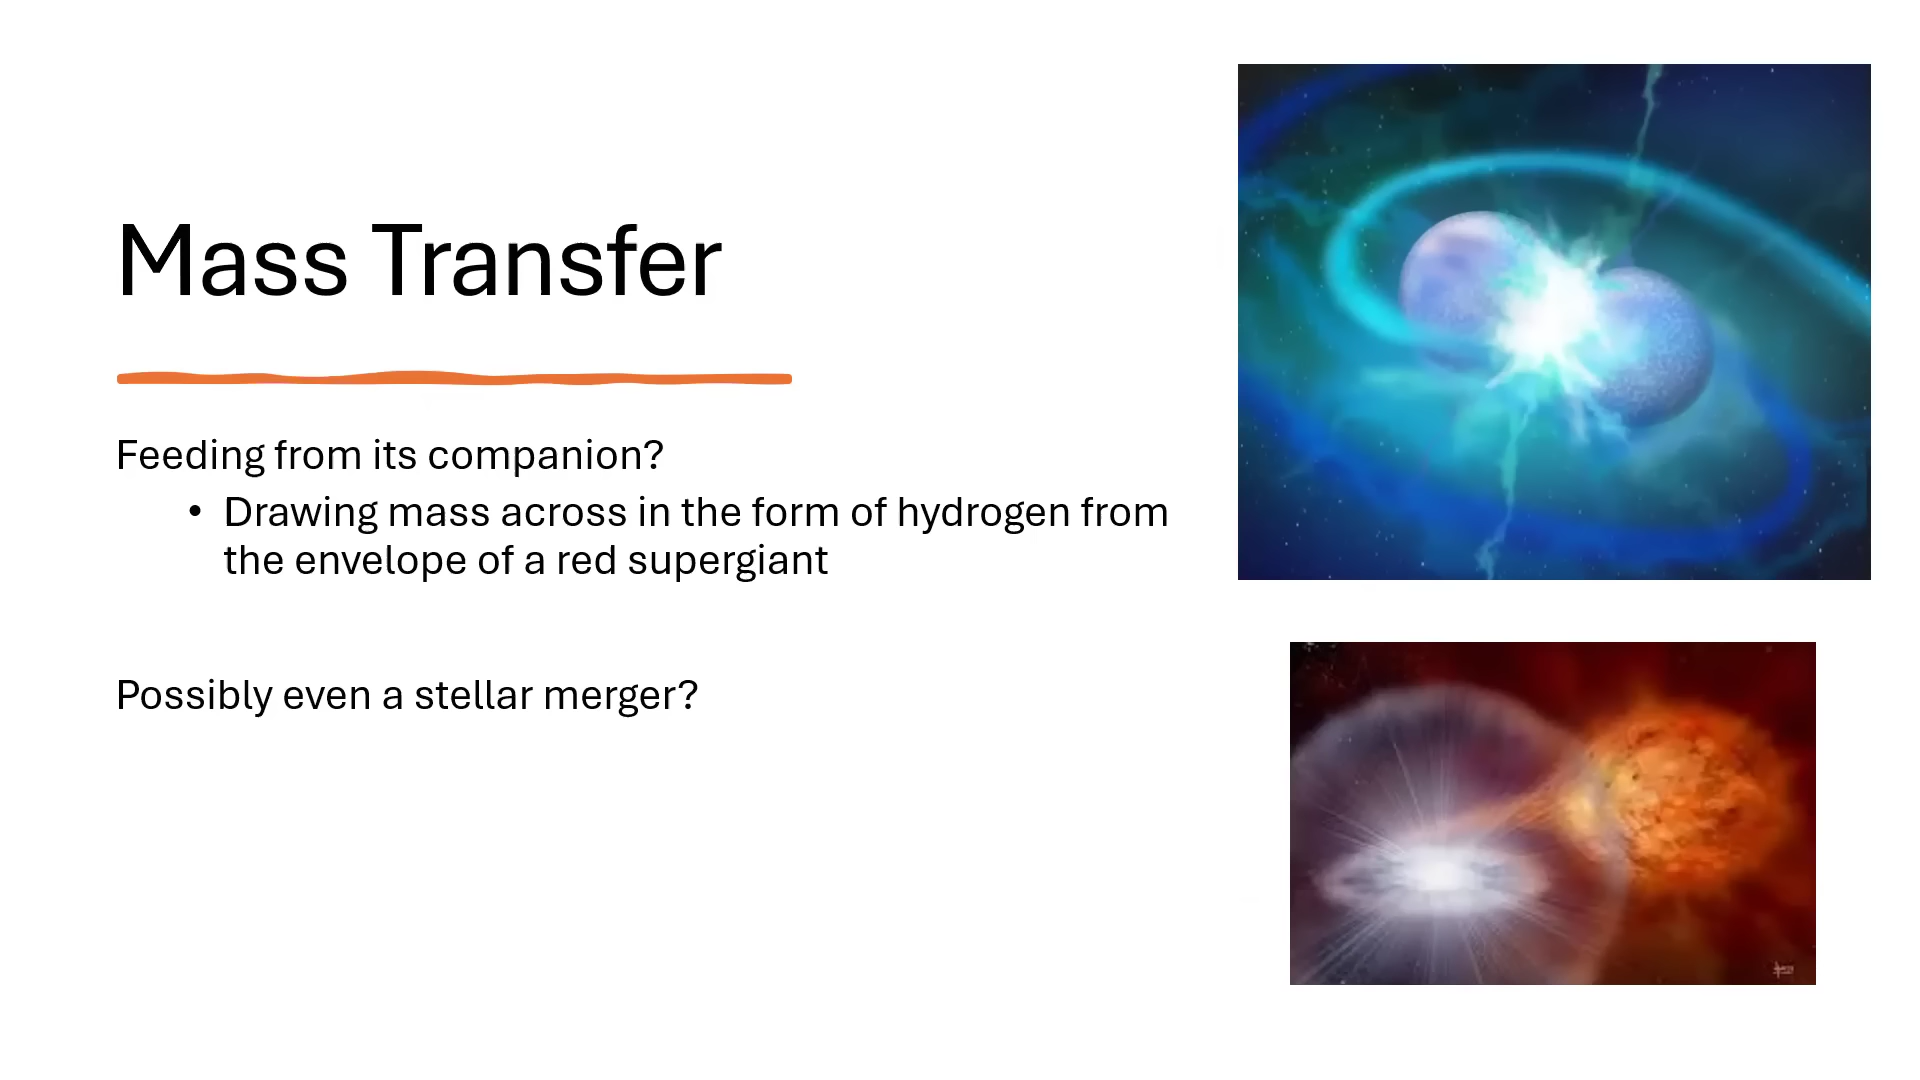 Mass Transfer
Feeding from its companion?
• Drawing mass across in the form of hydrogen from
the envelope of a red supergiant
Possibly even a stellar merger?